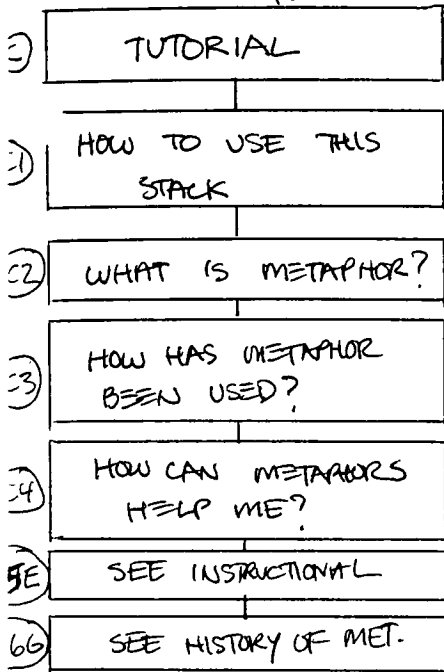 TUTORIAL
HOW TO USE THIS
STACK
WHAT IS METAPHOR?
HOW HAS METAPHOR
BEEN USED?
HOW CAN METAPHORS
HELP ME?
SEE INSTRUCTIONAL
SEE HISTORY OF MET.